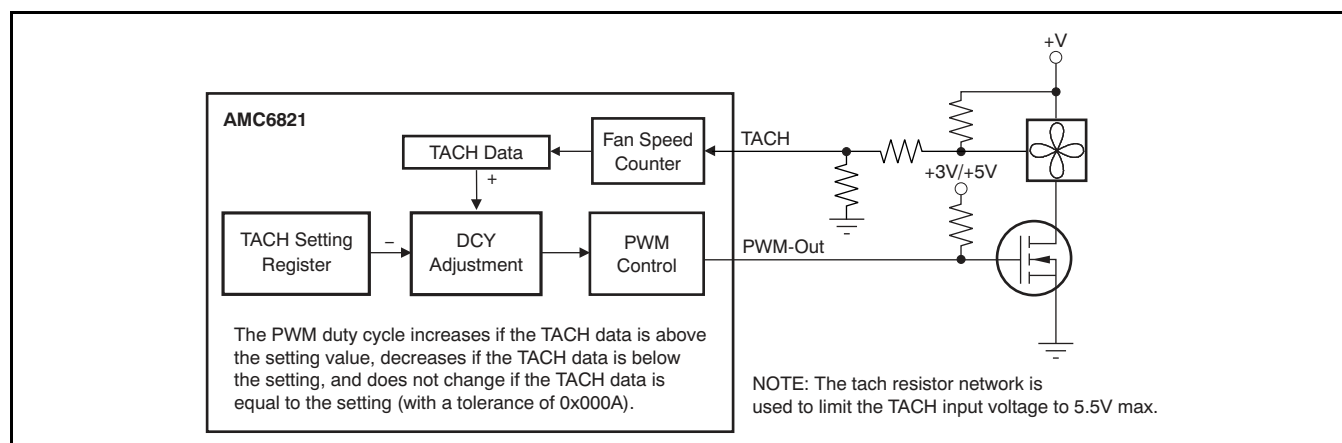 +V
AMC6821
TACH Data
Fan Speed
Counter
TACH
+
+3V/+5V
TACH Setting
Register
–
DCY
Adjustment
PWM
Control
PWM-Out
The PWM duty cycle increases if the TACH data is above
the setting value, decreases if the TACH data is below
the setting, and does not change if the TACH data is
equal to the setting (with a tolerance of 0x000A).
NOTE: The tach resistor network is
used to limit the TACH input voltage to 5.5V max.